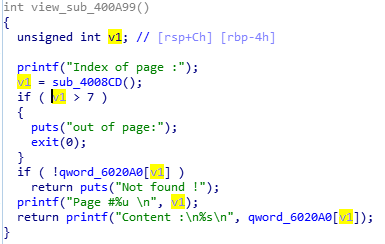 int view_sub_400A99()
{
  unsigned int v1; // [rsp+Ch] [rbp-4h]

  printf("Index of page :");
  v1 = sub_4008CD();
  if ( v1 > 7 )
  {
    puts("out of page:");
    exit(0);
  }
  if ( !qword_6020A0[v1] )
    return puts("Not found !");
  printf("Page #%u \n", v1);
  return printf("Content :\n%s\n", qword_6020A0[v1]);
}